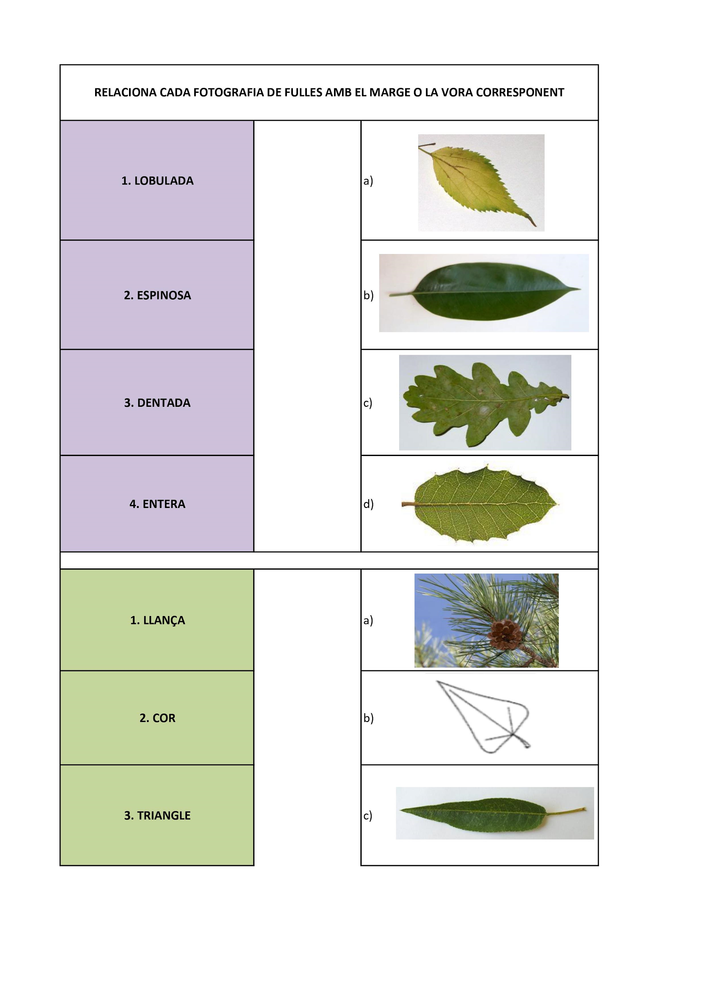 RELACIONA CADA FOTOGRAFIA DE FULLES AMB EL MARGE O LA VORA CORRESPONENT
1. LOBULADA
a)
2. ESPINOSA
b)
3. DENTADA
c)
4. ENTERA
d)
1. LLANÇA
a)
2. COR
b)
3. TRIANGLE
c)